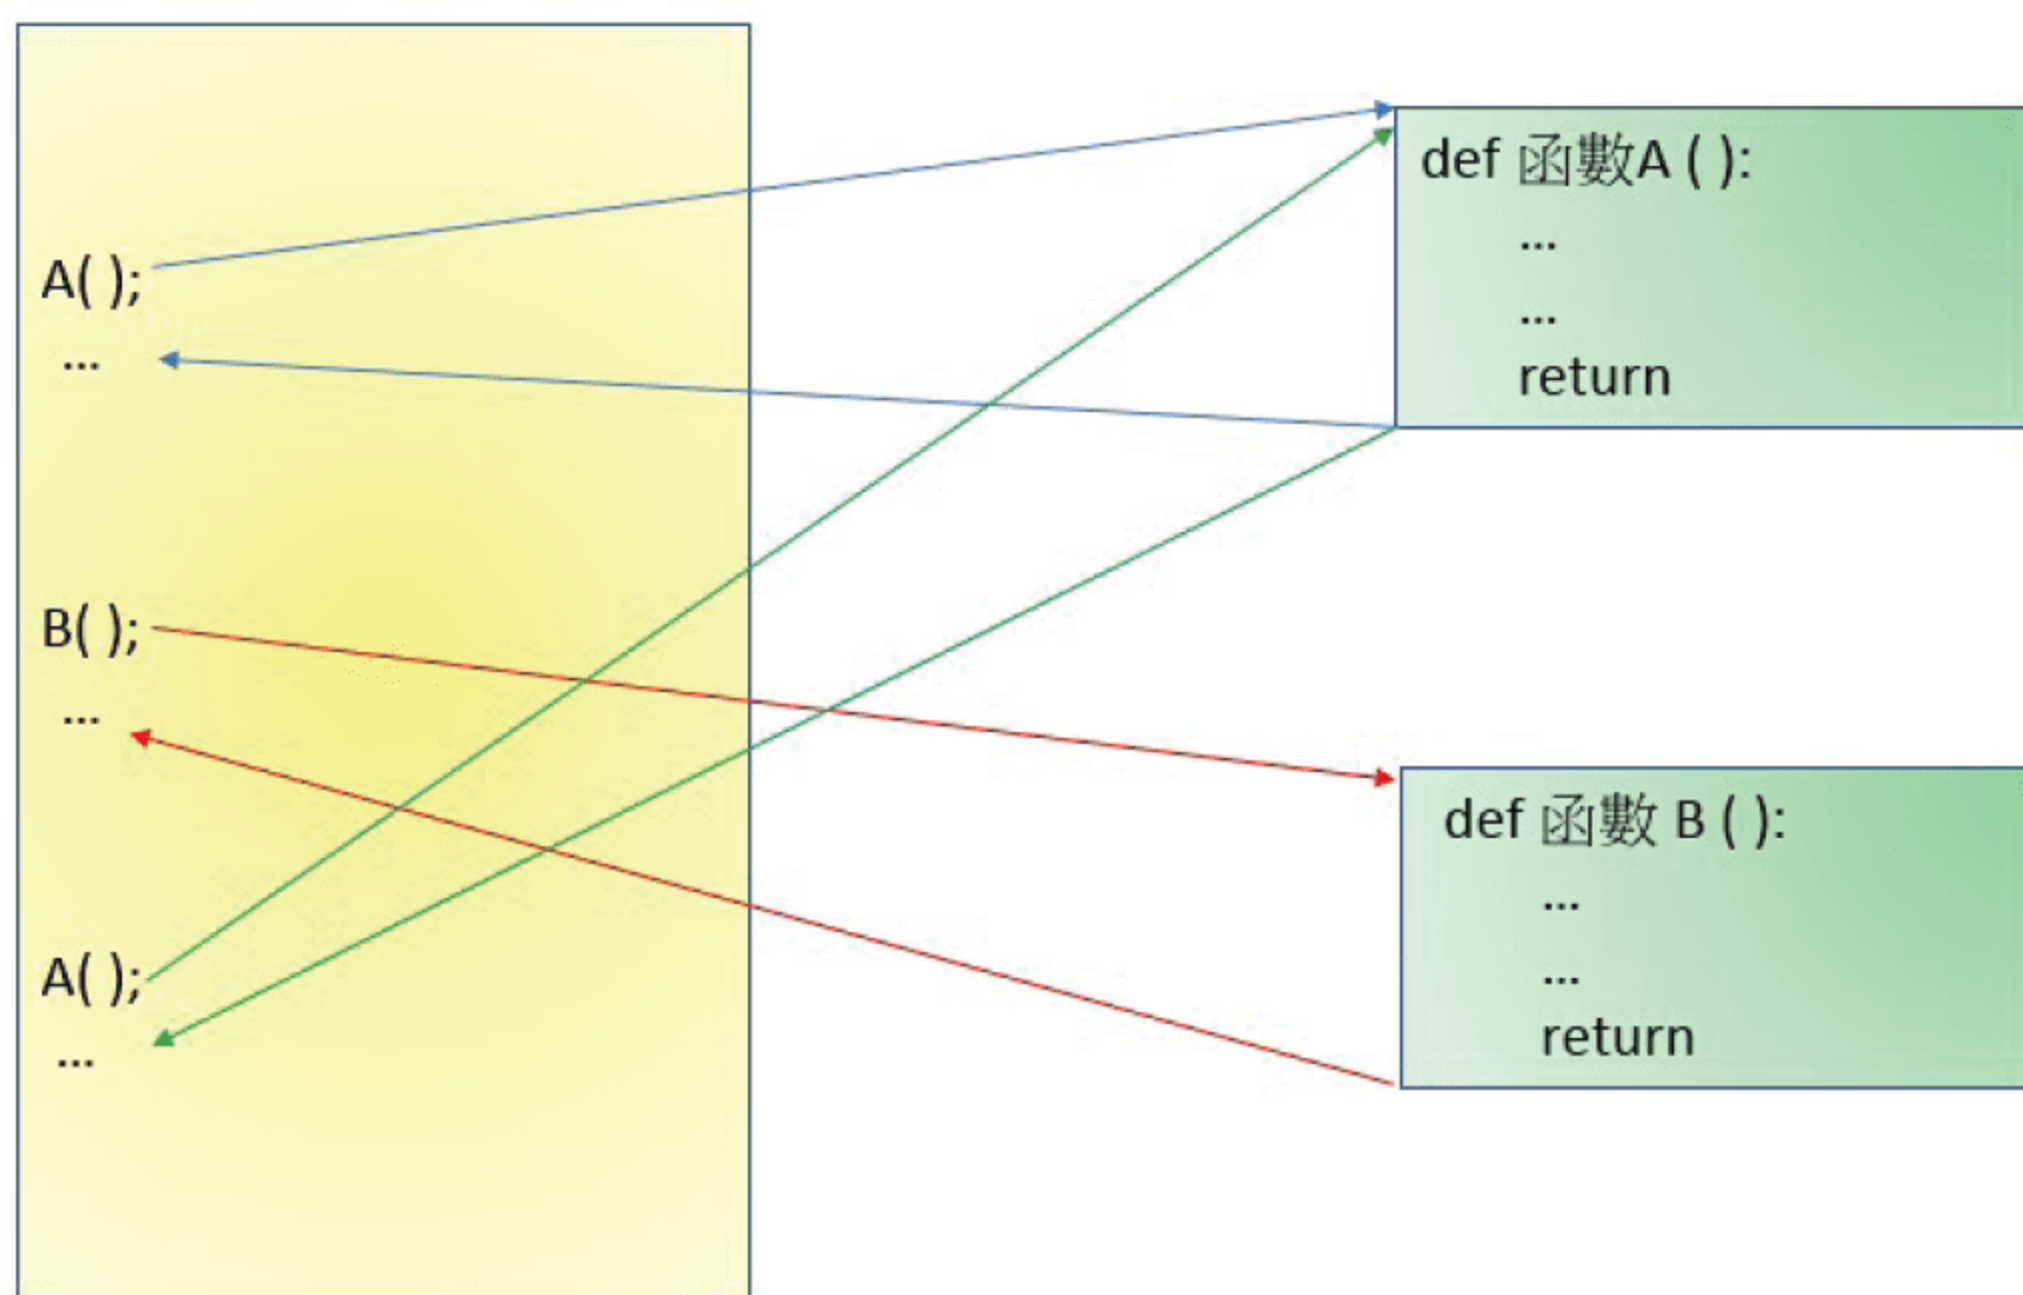 A( );
...
B( );
...
A( );
...
def 函數A ( ):
...
...
return
def 函數 B ( ):
...
...
return